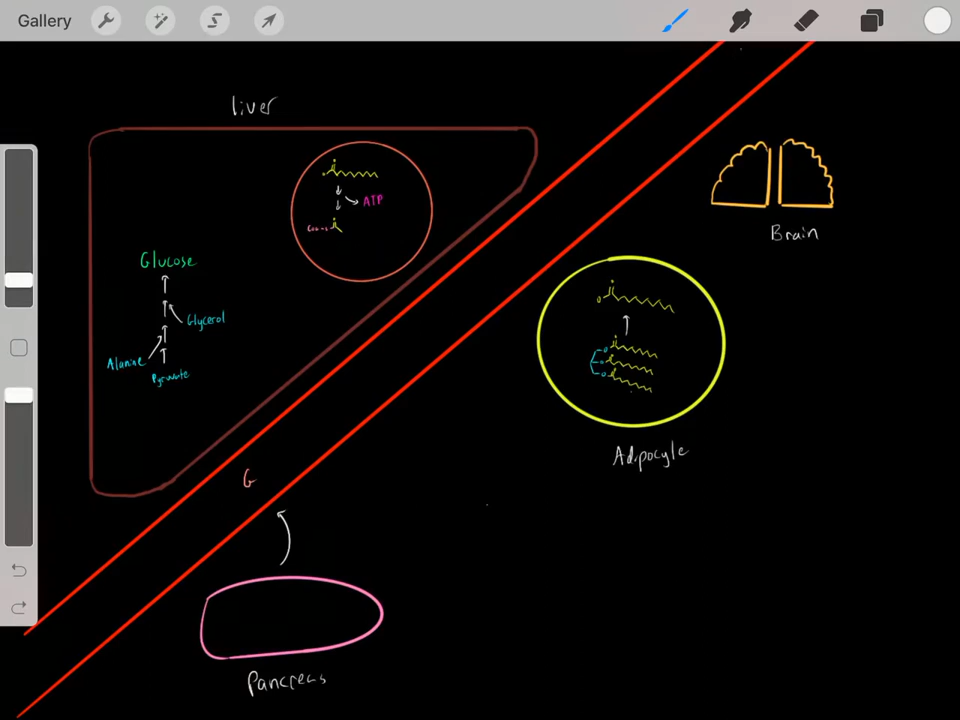 Gallery
liver
ATP
Glucose
Glycerol
Alanine
Pyruvate
Brain
O
O
O
O
Adipocyte
G
Pancreas